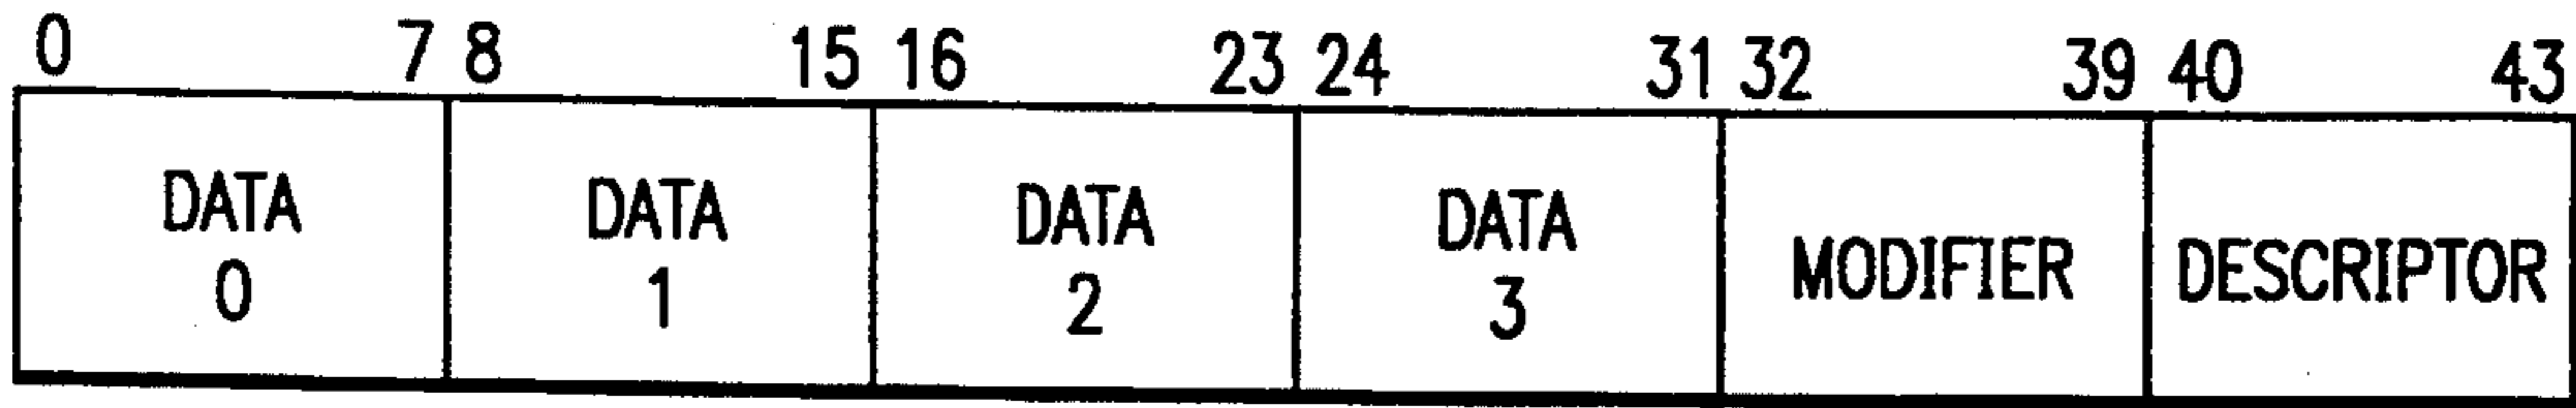 0 7 8 15 16 23 24 31 32 39 40 43
DATA 0
DATA 1
DATA 2
DATA 3
MODIFIER
DESCRIPTOR